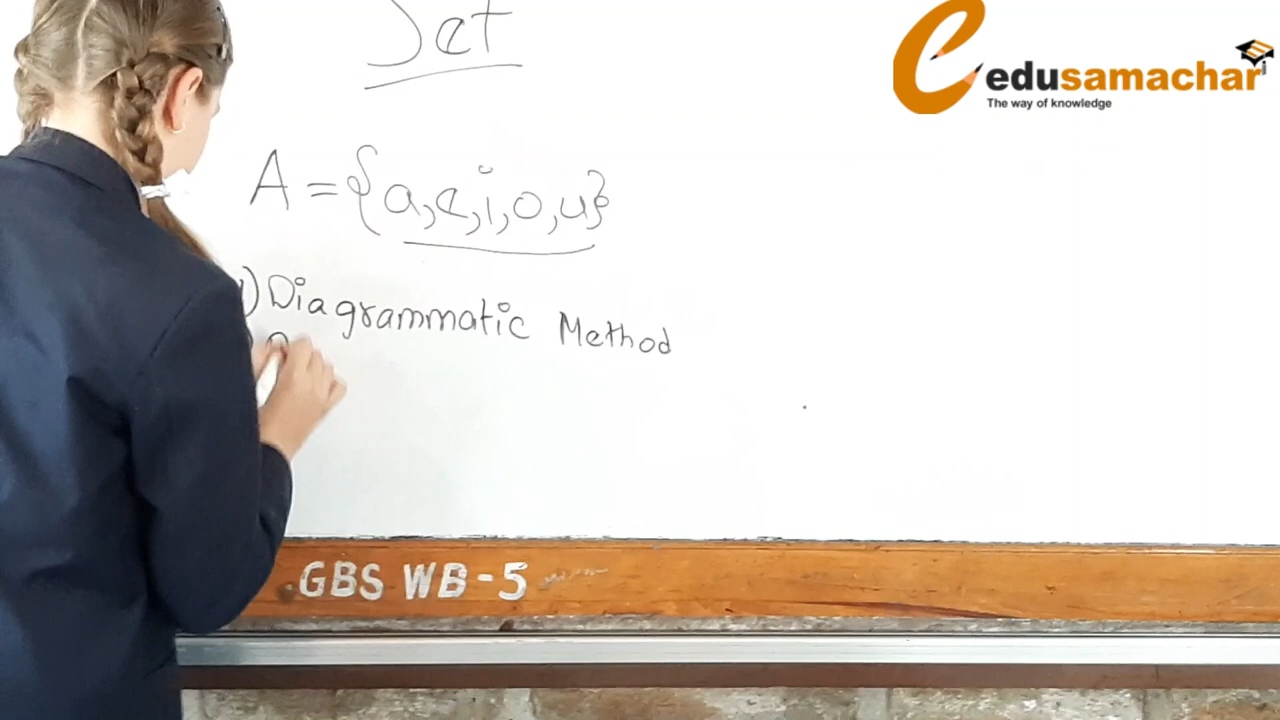 Set
edusamachar
The way of knowledge
A = {a, e, i, o, u}
1) Diagrammatic Method
GBS WB-5